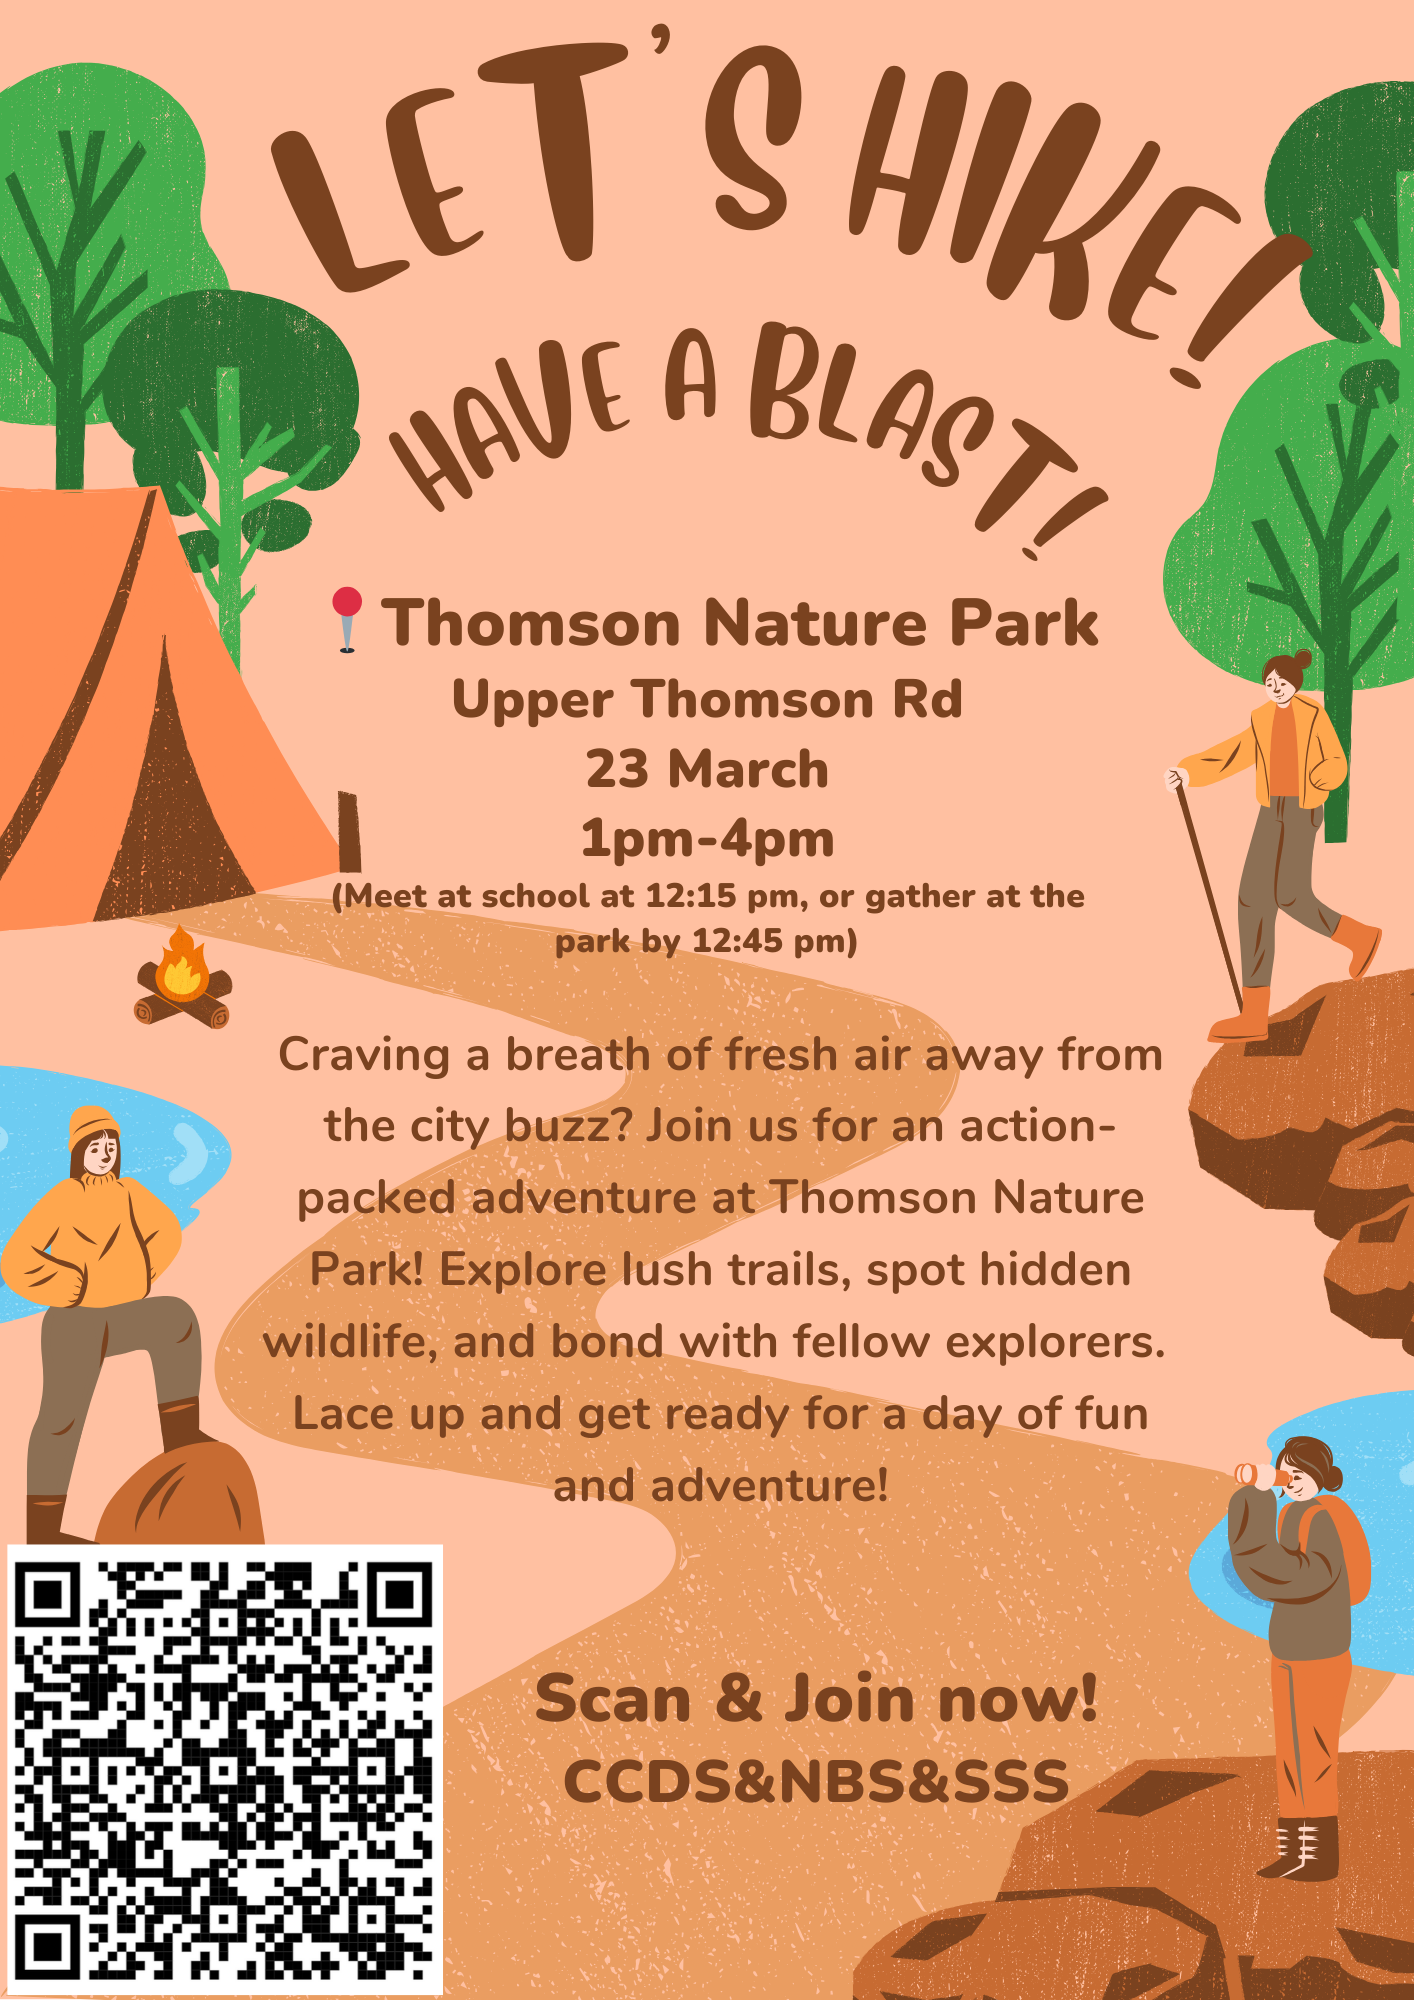 LET'S HIKE!
HAVE A BLAST!
Thomson Nature Park
Upper Thomson Rd
23 March
1pm-4pm
(Meet at school at 12:15 pm, or gather at the
park by 12:45 pm)
Craving a breath of fresh air away from
the city buzz? Join us for an action-
packed adventure at Thomson Nature
Park! Explore lush trails, spot hidden
wildlife, and bond with fellow explorers.
Lace up and get ready for a day of fun
and adventure!
Scan & Join now!
CCDS&NBS&SSS